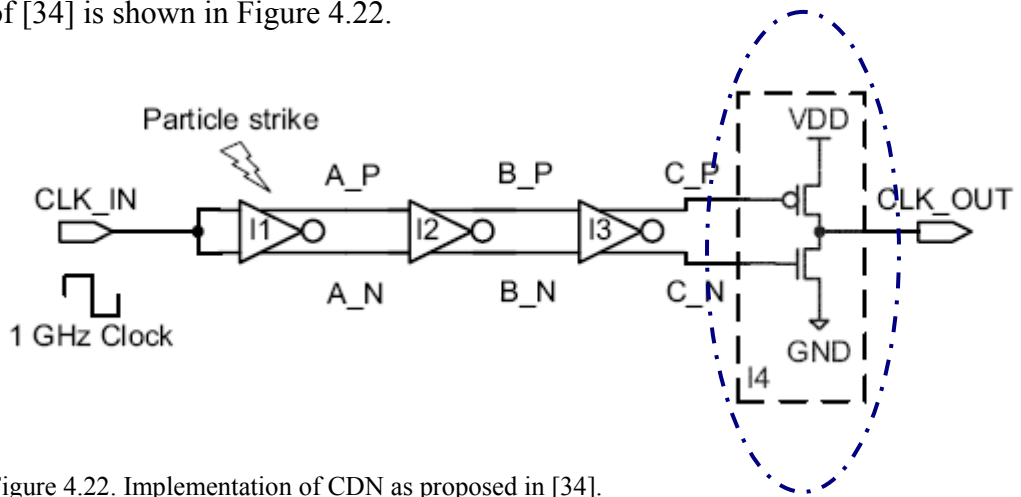 of [34] is shown in Figure 4.22.
Particle strike
VDD
A_P
B_P
C_P
CLK_IN
CLK_OUT
I1
I2
I3
A_N
B_N
C_N
1 GHz Clock
GND
I4
Figure 4.22. Implementation of CDN as proposed in [34].